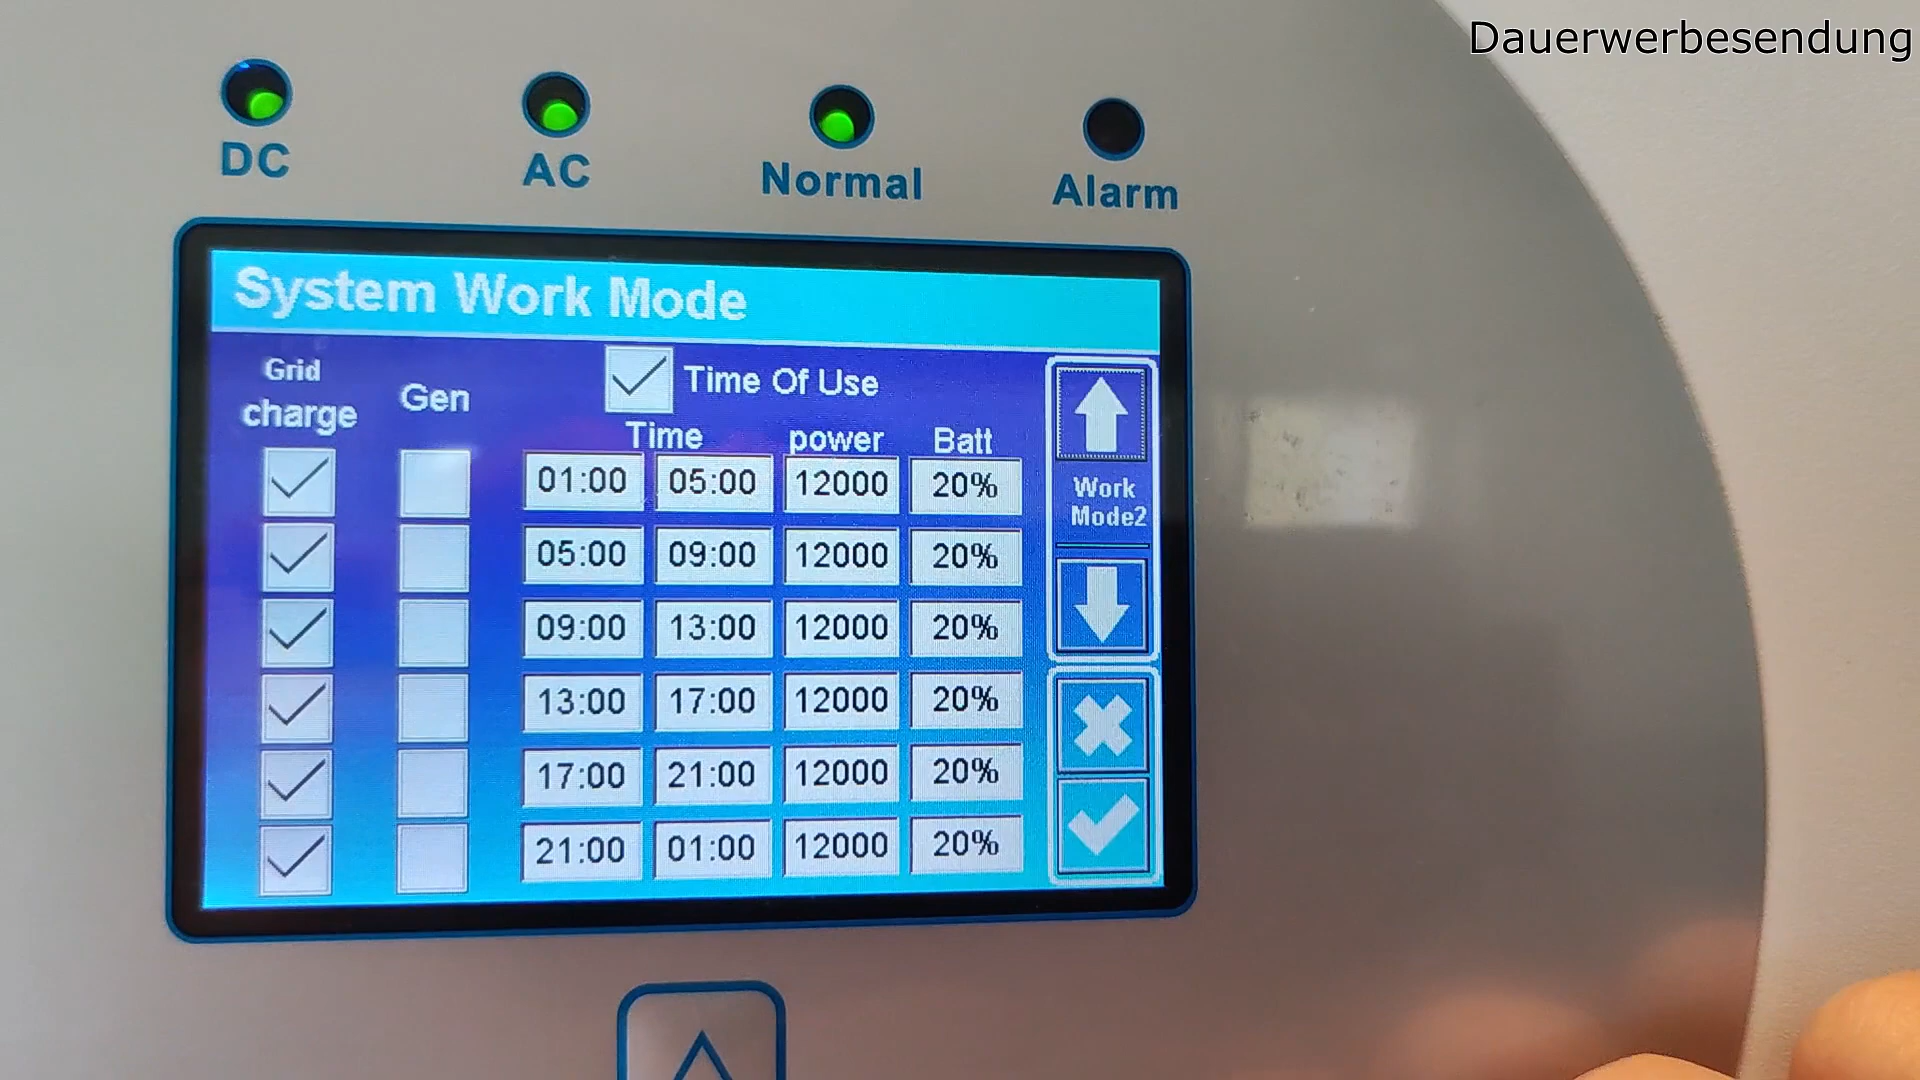 Dauerwerbesendung
DC AC Normal Alarm
System Work Mode
Grid charge Gen Time Of Use
Time power Batt
01:00 05:00 12000 20%
05:00 09:00 12000 20%
09:00 13:00 12000 20%
13:00 17:00 12000 20%
17:00 21:00 12000 20%
21:00 01:00 12000 20%
Work
Mode2